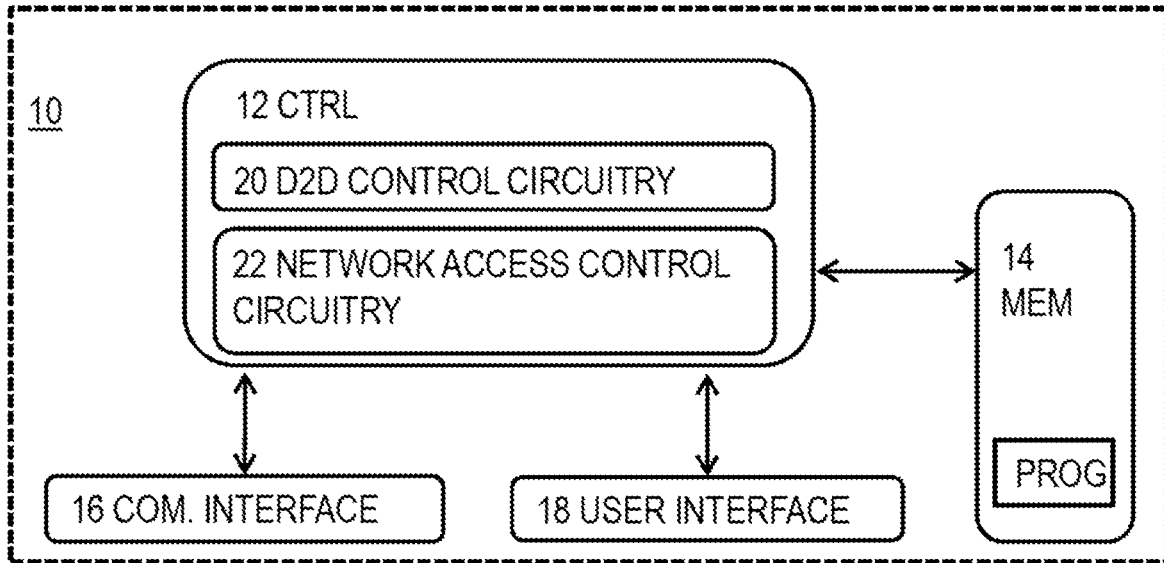 10
12 CTRL
20 D2D CONTROL CIRCUITRY
22 NETWORK ACCESS CONTROL
CIRCUITRY
14
MEM
PROG
16 COM. INTERFACE
18 USER INTERFACE